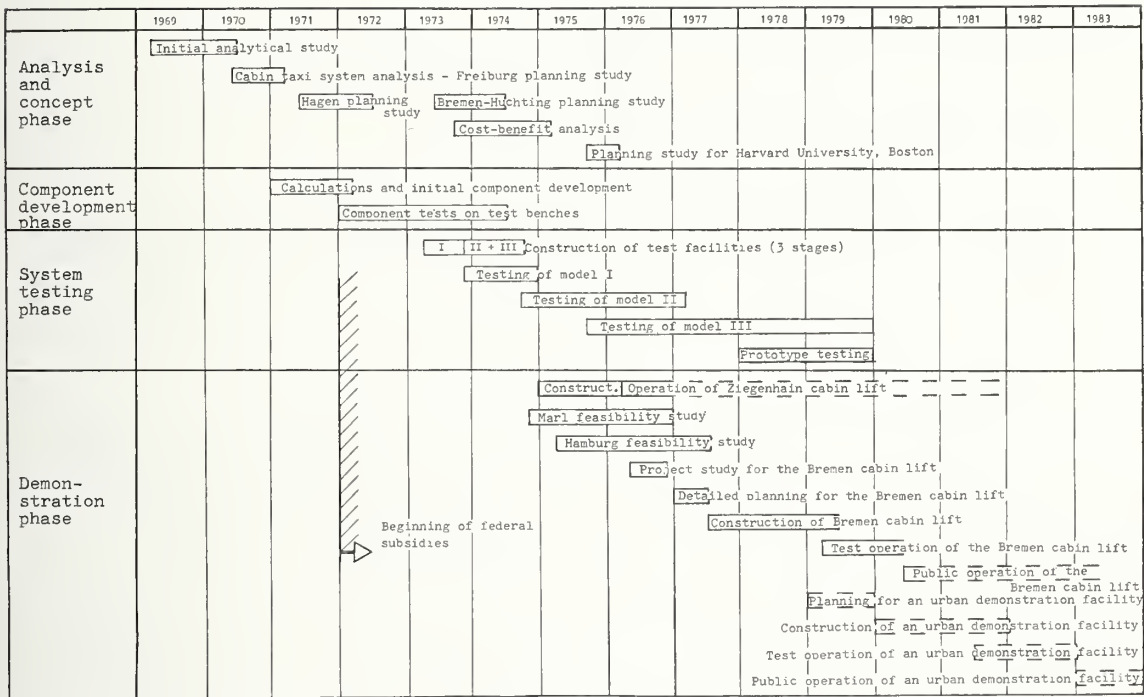 1969 1970 1971 1972 1973 1974 1975 1976 1977 1978 1979 1980 1981 1982 1983
Analysis
and
concept
phase
Initial analytical study
Cabin taxi system analysis - Freiburg planning study
Hagen planning
study
Bremen-Huchting planning study
Cost-benefit analysis
Planning study for Harvard University, Boston
Component
development
phase
Calculations and initial component development
Component tests on test benches
System
testing
phase
I II + III Construction of test facilities (3 stages)
Testing of model I
Testing of model II
Testing of model III
Prototype testing
Demon-
stration
phase
Construct. Operation of Ziegenhain cabin lift
Marl feasibility study
Hamburg feasibility study
Project study for the Bremen cabin lift
Detailed planning for the Bremen cabin lift
Construction of Bremen cabin lift
Beginning of federal
subsidies
Test operation of the Bremen cabin lift
Public operation of the
Bremen cabin lift
Planning for an urban demonstration facility
Construction of an urban demonstration facility
Test operation of an urban demonstration facility
Public operation of an urban demonstration facility